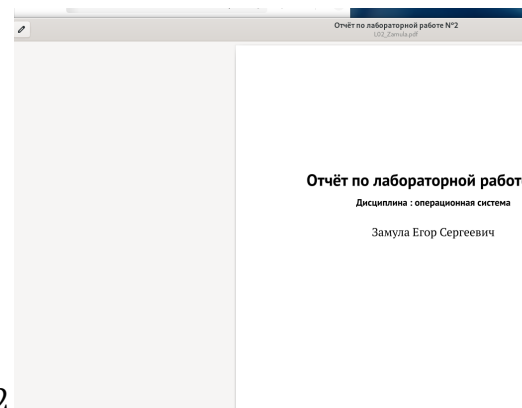 Отчёт по лабораторной работе №2
L02_Zamula.pdf
Отчёт по лабораторной работ
Дисциплина : операционная система
Замула Егор Сергеевич
2